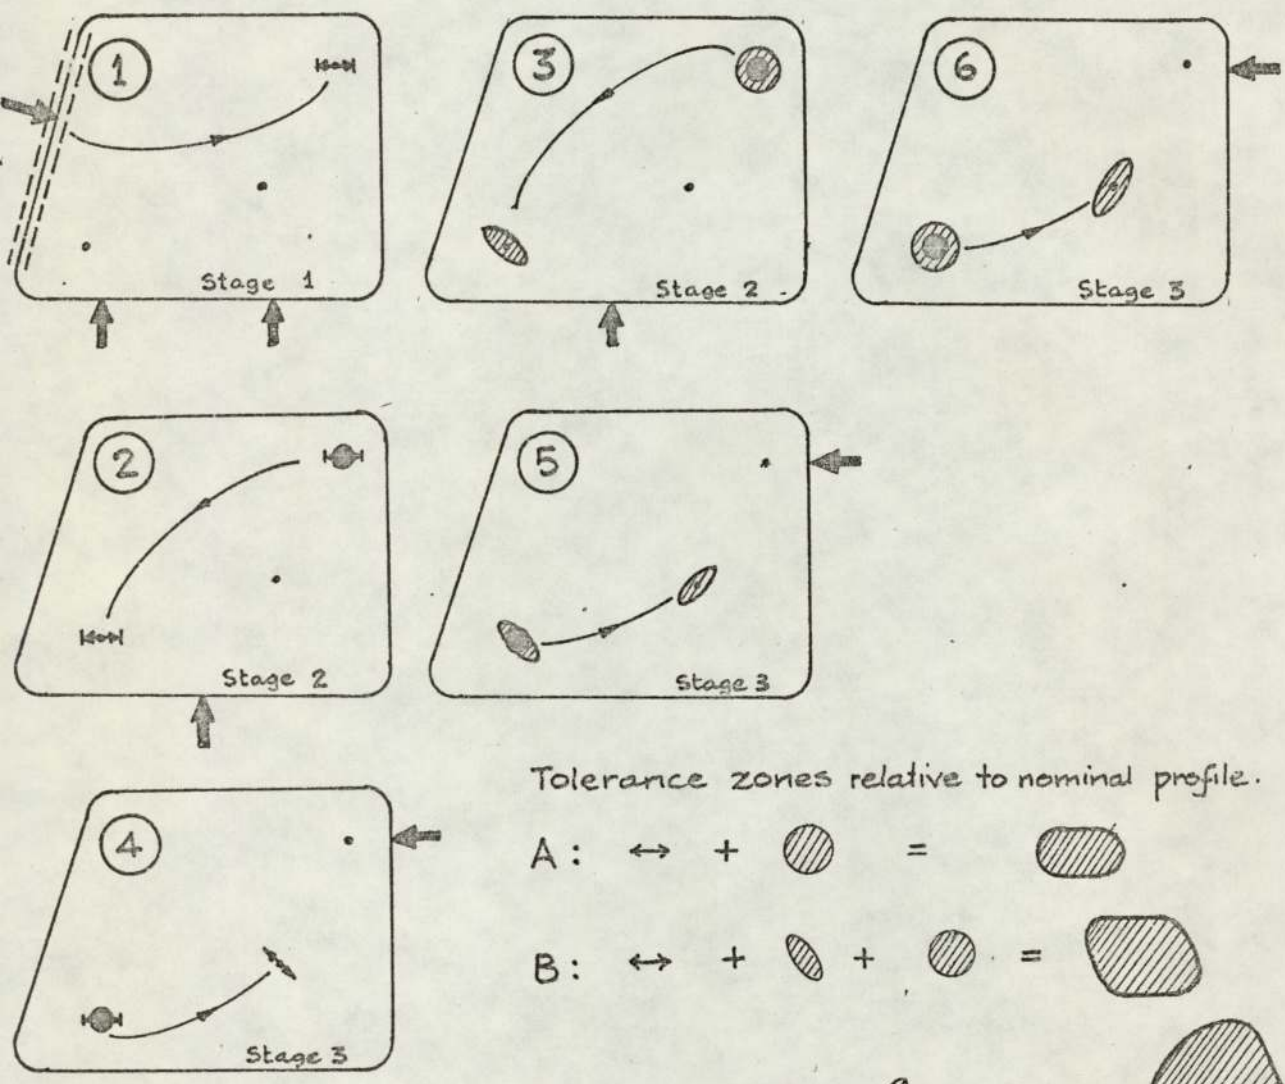 1
Stage 1
3
Stage 2
6
Stage 3
2
Stage 2
5
Stage 3
4
Stage 3
Tolerance zones relative to nominal profile.
A: ↔ + =
B: ↔ + + =